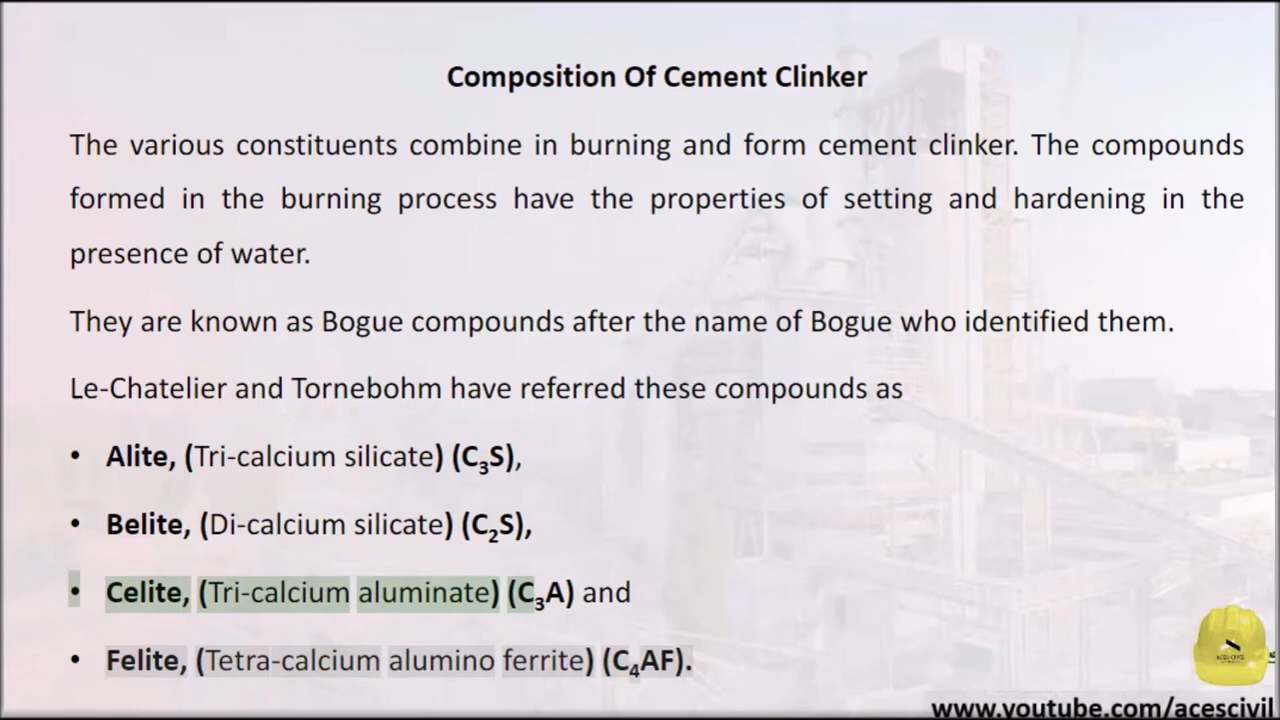 Composition Of Cement Clinker
The various constituents combine in burning and form cement clinker. The compounds
formed in the burning process have the properties of setting and hardening in the
presence of water.
They are known as Bogue compounds after the name of Bogue who identified them.
Le-Chatelier and Tornebohm have referred these compounds as
• Alite, (Tri-calcium silicate) (C₃S),
• Belite, (Di-calcium silicate) (C₂S),
• Celite, (Tri-calcium aluminate) (C₃A) and
• Felite, (Tetra-calcium alumino ferrite) (C₄AF).
ACES CIVIL
www.youtube.com/acescivil